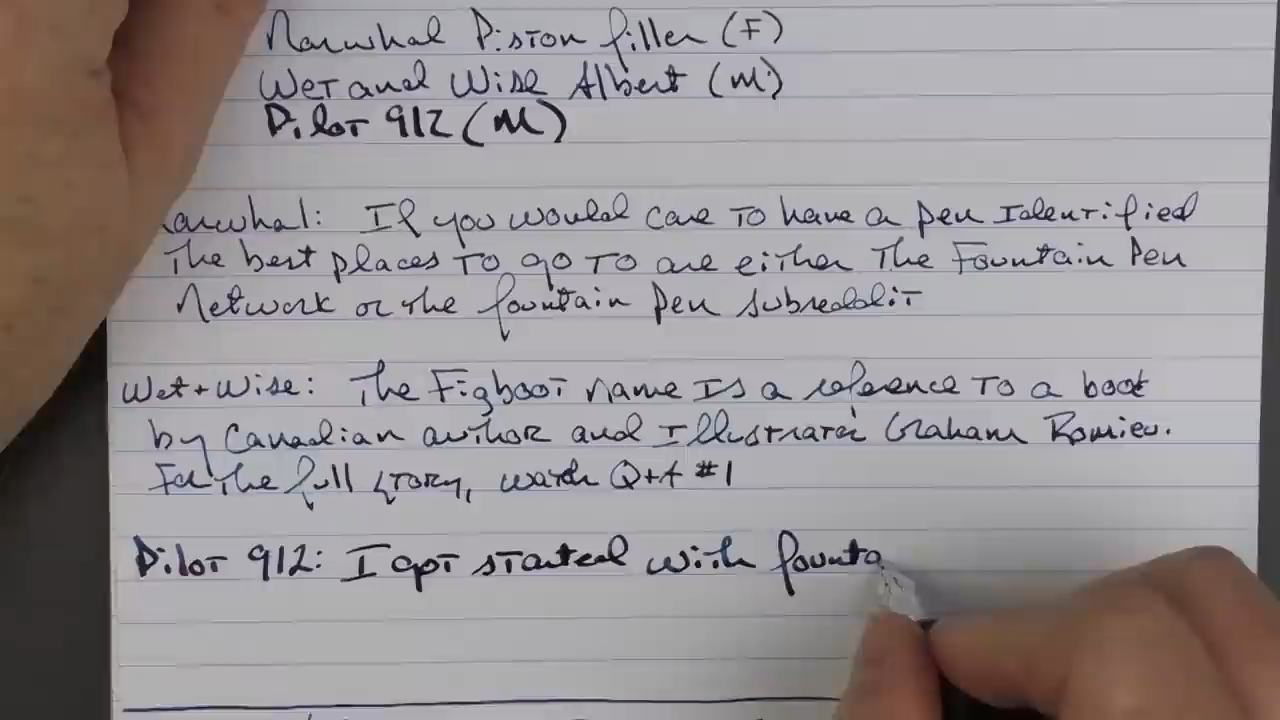 Narwhal Piston filler (F)
Wet and Wise Albert (M)
Pilot 912 (M)
arwhal: If you would care to have a pen Identified
The best places to go to are either The Fountain Pen
Network or the fountain pen subreddit
Wet + Wise: The Figboot name Is a reference to a book
by Canadian author and Illustrator Graham Romieu.
For the full story, watch Q+A #1
Pilot 912: I got started with founta